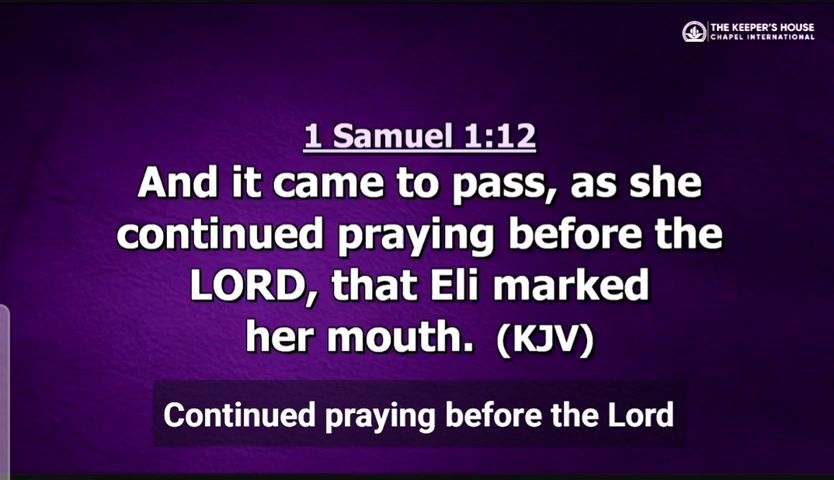 THE KEEPER'S HOUSE
CHAPEL INTERNATIONAL
1 Samuel 1:12
And it came to pass, as she
continued praying before the
LORD, that Eli marked
her mouth. (KJV)
Continued praying before the Lord